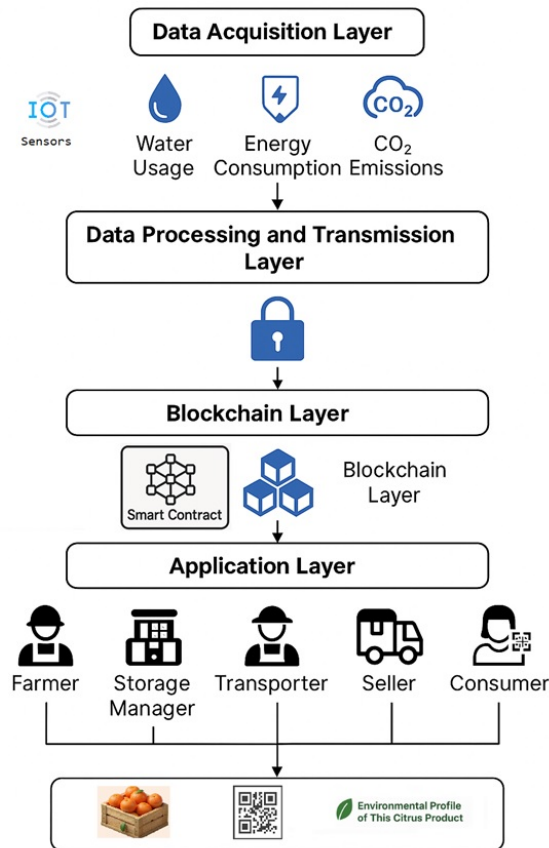 Data Acquisition Layer
IOT
Sensors
Water
Usage
Energy
Consumption
CO₂
CO₂
Emissions
Data Processing and Transmission
Layer
Blockchain Layer
Smart Contract
Blockchain
Layer
Application Layer
Farmer
Storage
Manager
Transporter
Seller
Consumer
Environmental Profile
of This Citrus Product